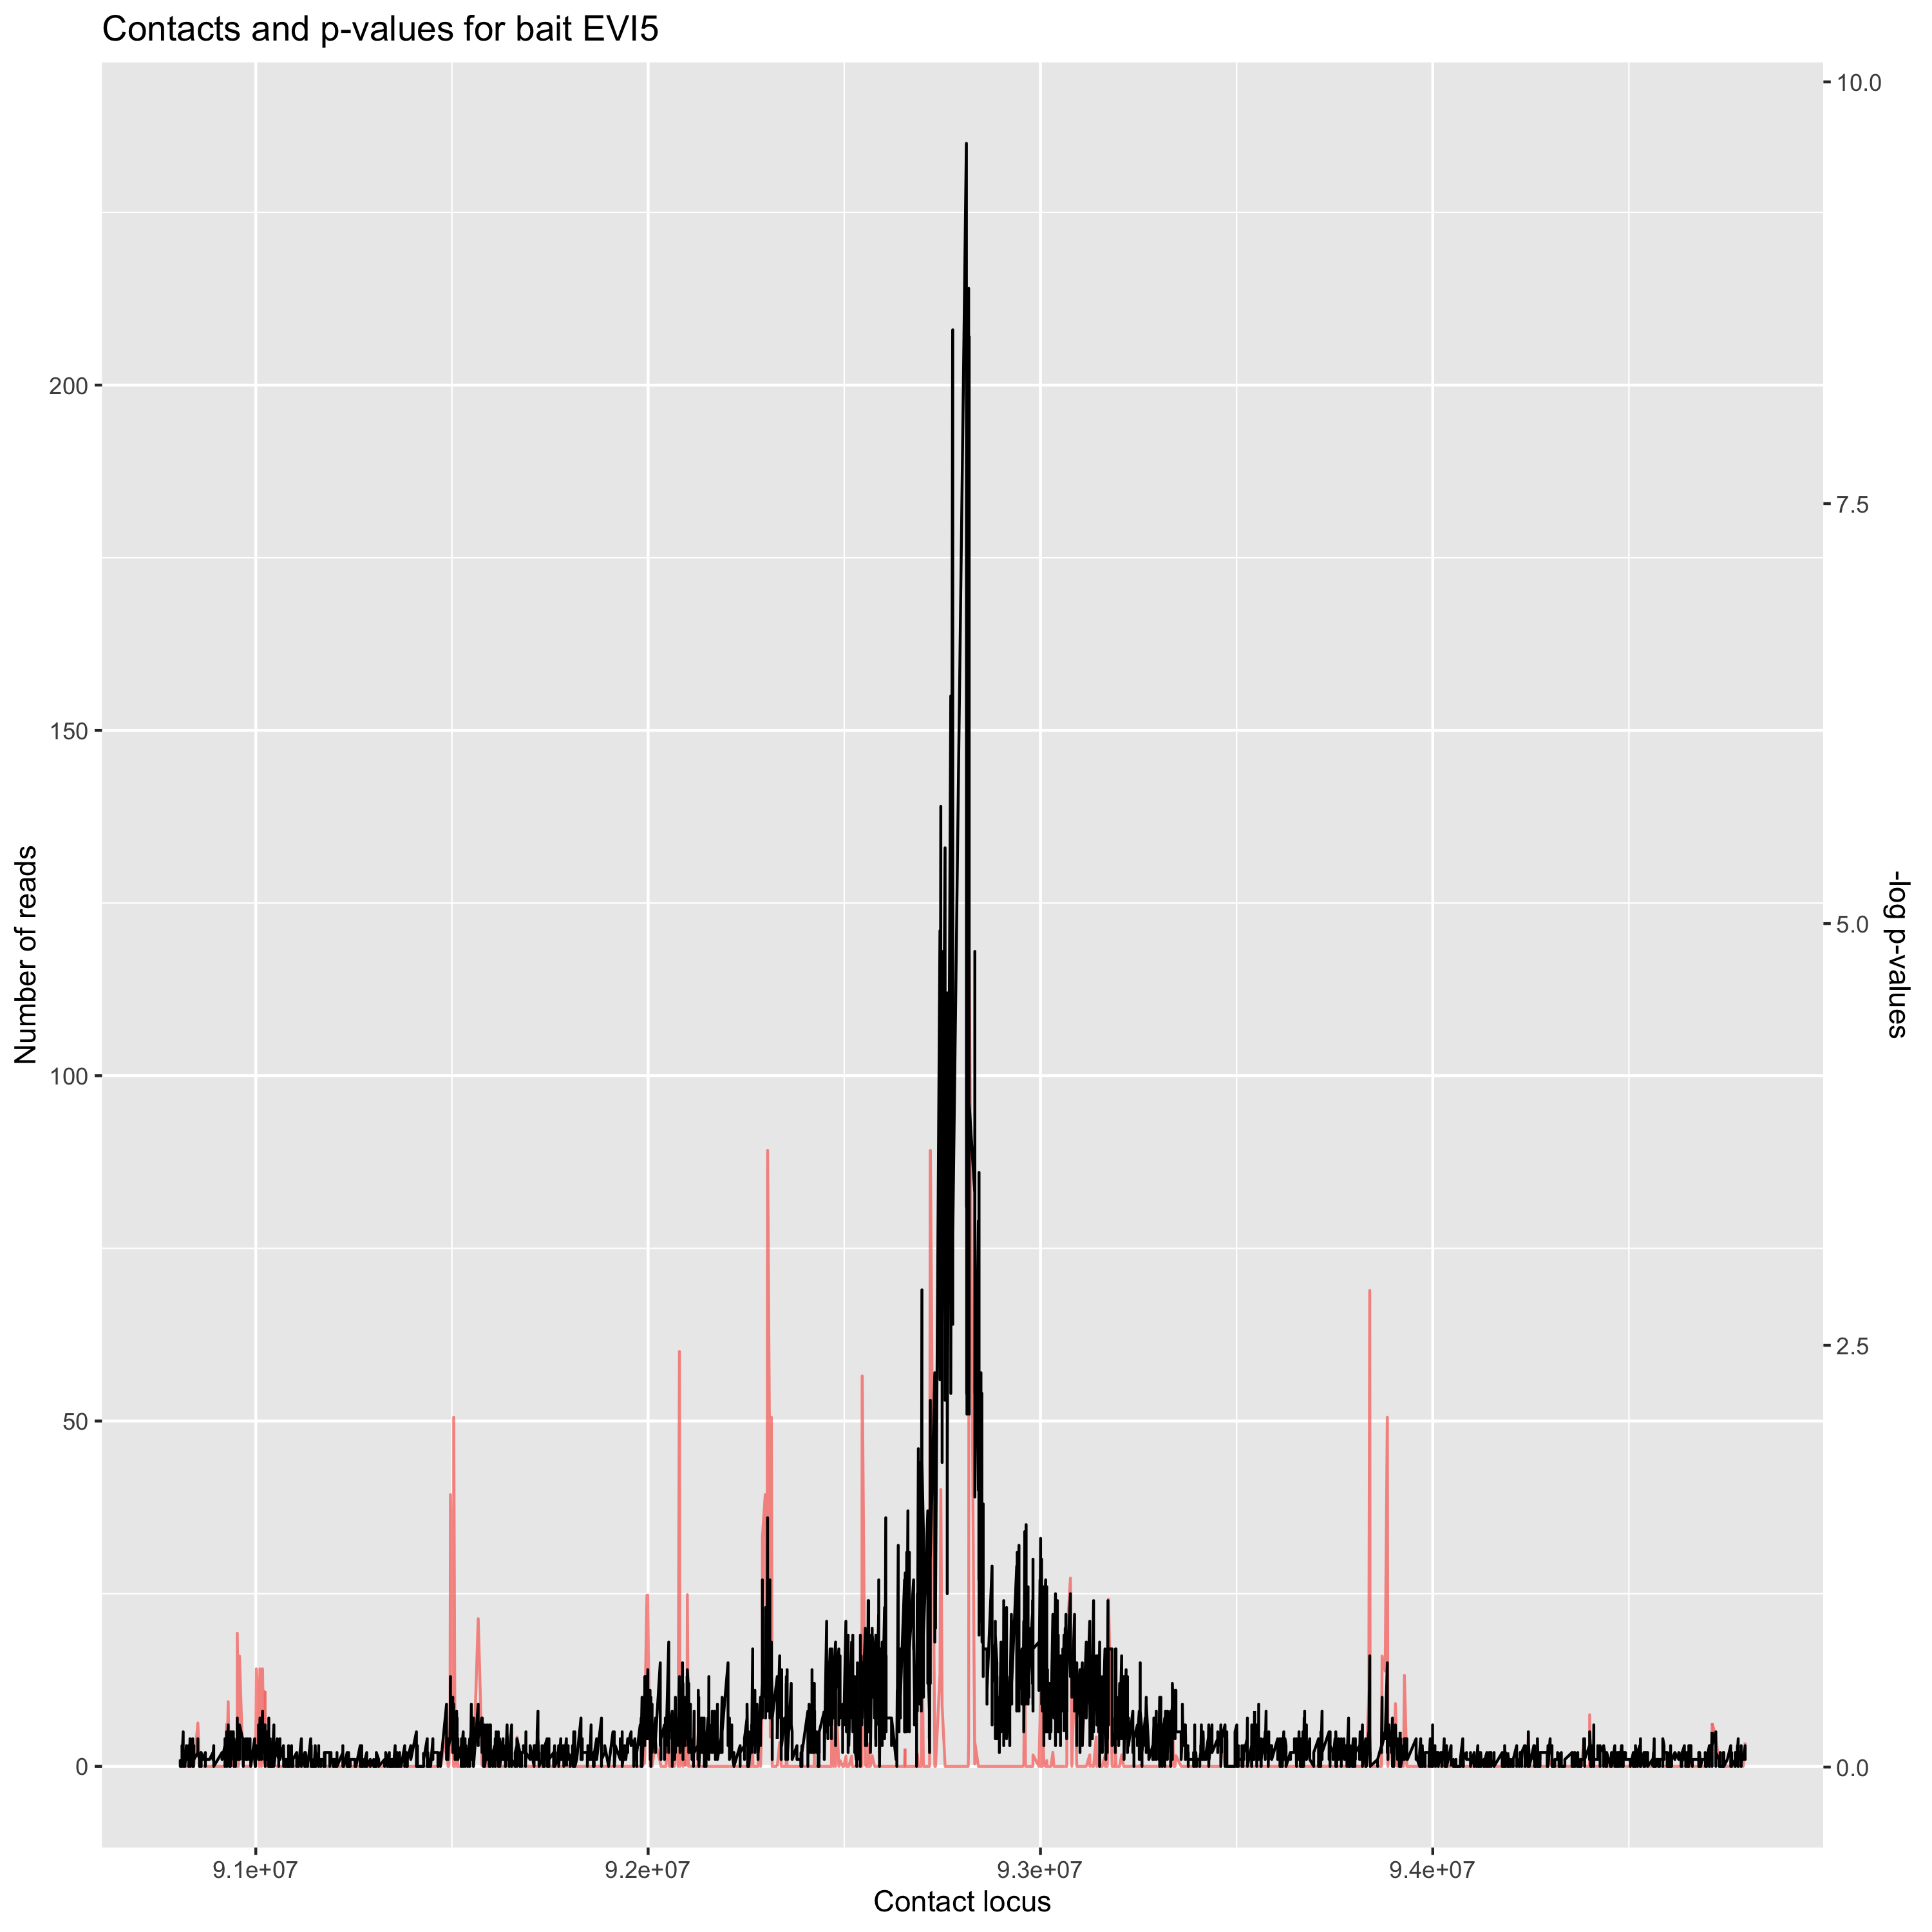 Contacts and p-values for bait EVI5
Number of reads
200
150
100
50
0
10.0
7.5
5.0
2.5
0.0
-log p-values
9.1e+07 9.2e+07 9.3e+07 9.4e+07
Contact locus